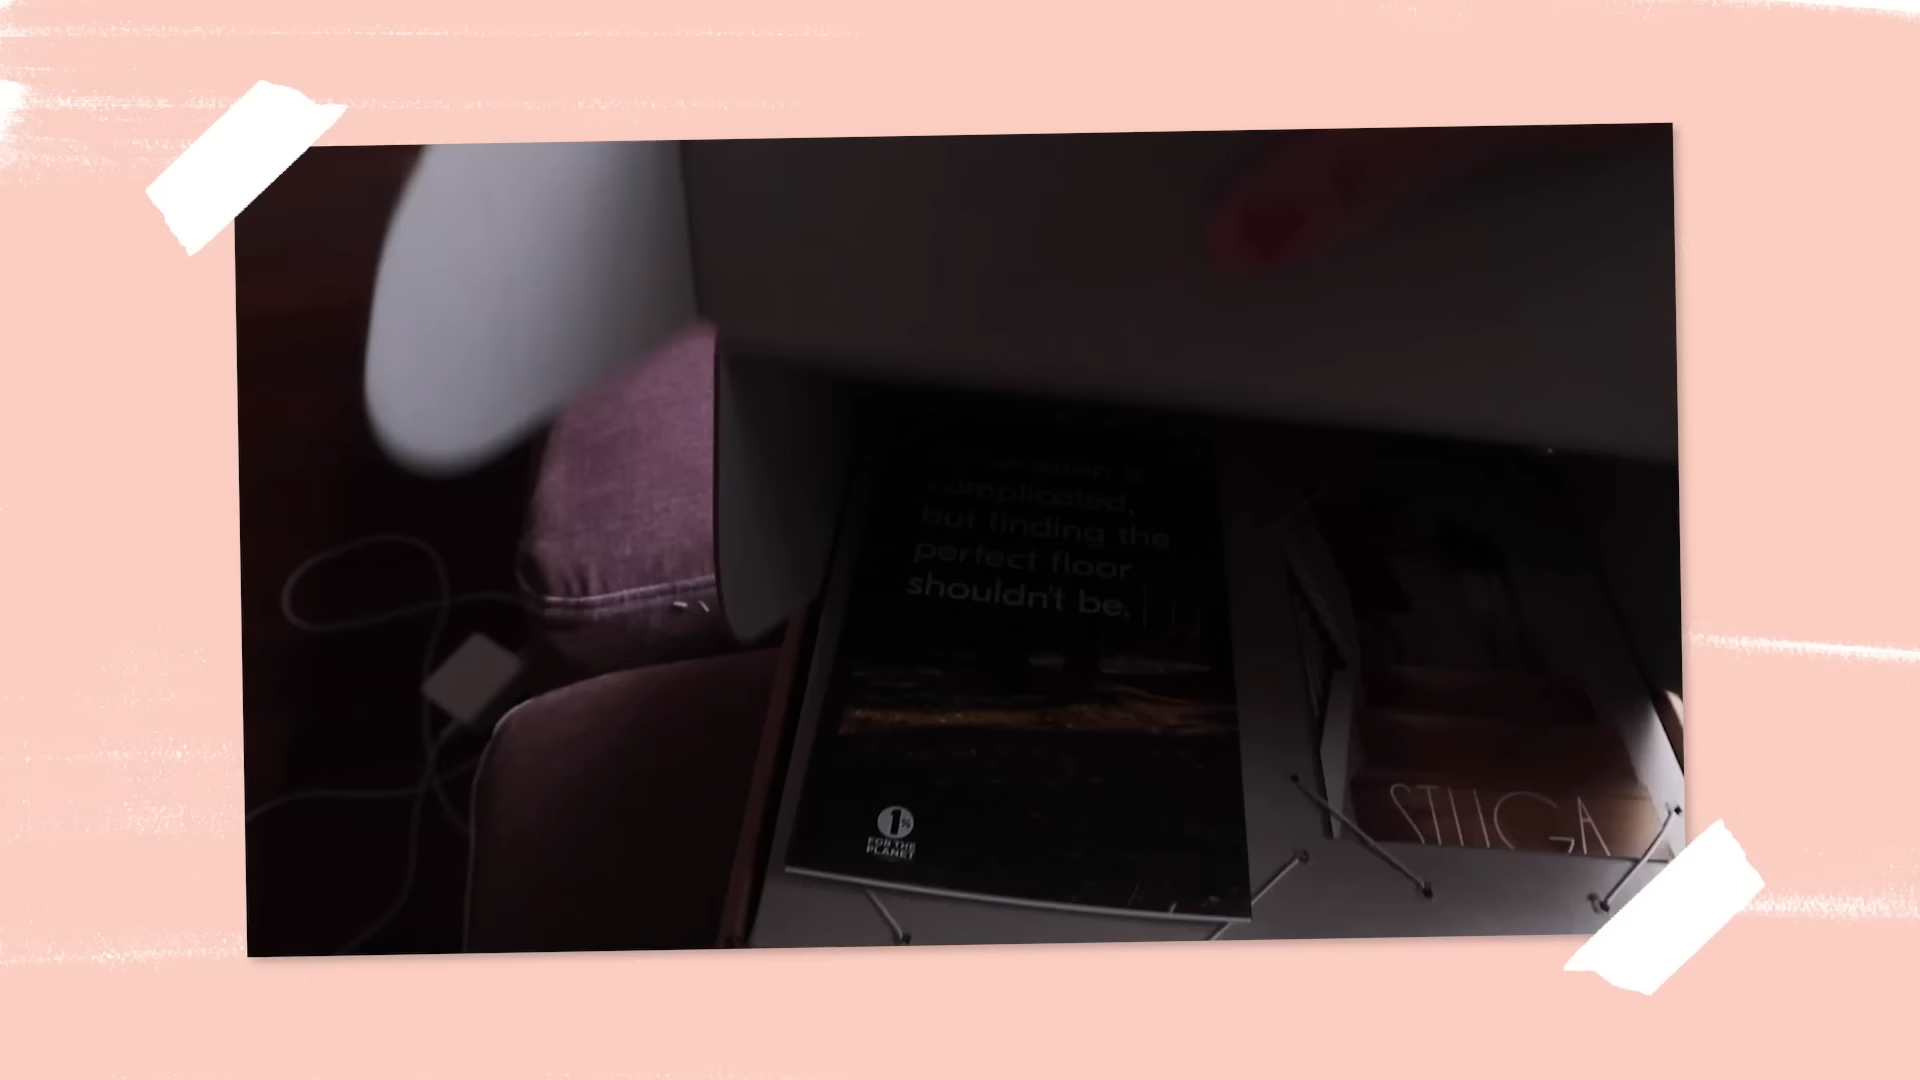 complicated,
but finding the
perfect floor
shouldn't be.
1%
FOR THE
PLANET
STUGA